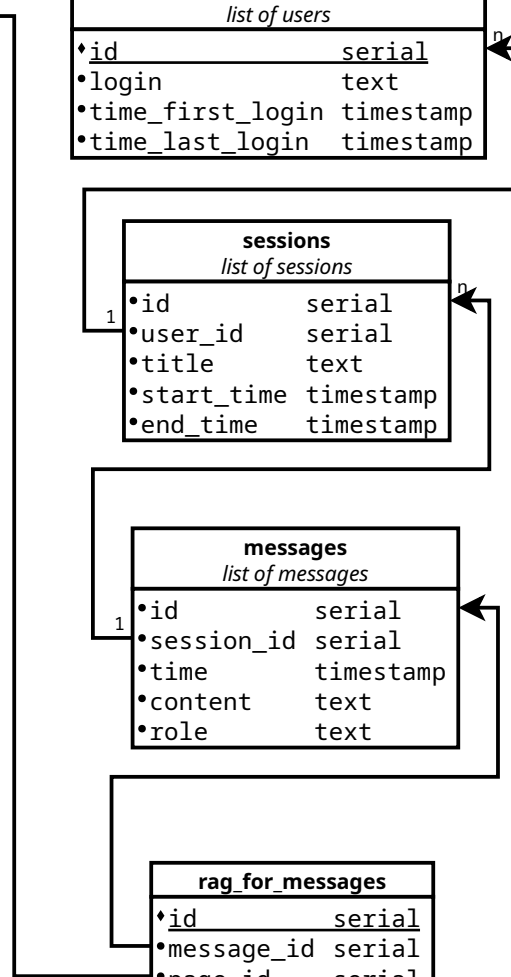 list of users
id serial
n
login text
time_first_login timestamp
time_last_login timestamp
sessions
list of sessions
n
id serial
1
user_id serial
title text
start_time timestamp
end_time timestamp
messages
list of messages
id serial
1
session_id serial
time timestamp
content text
role text
rag_for_messages
id serial
message_id serial
page_id serial